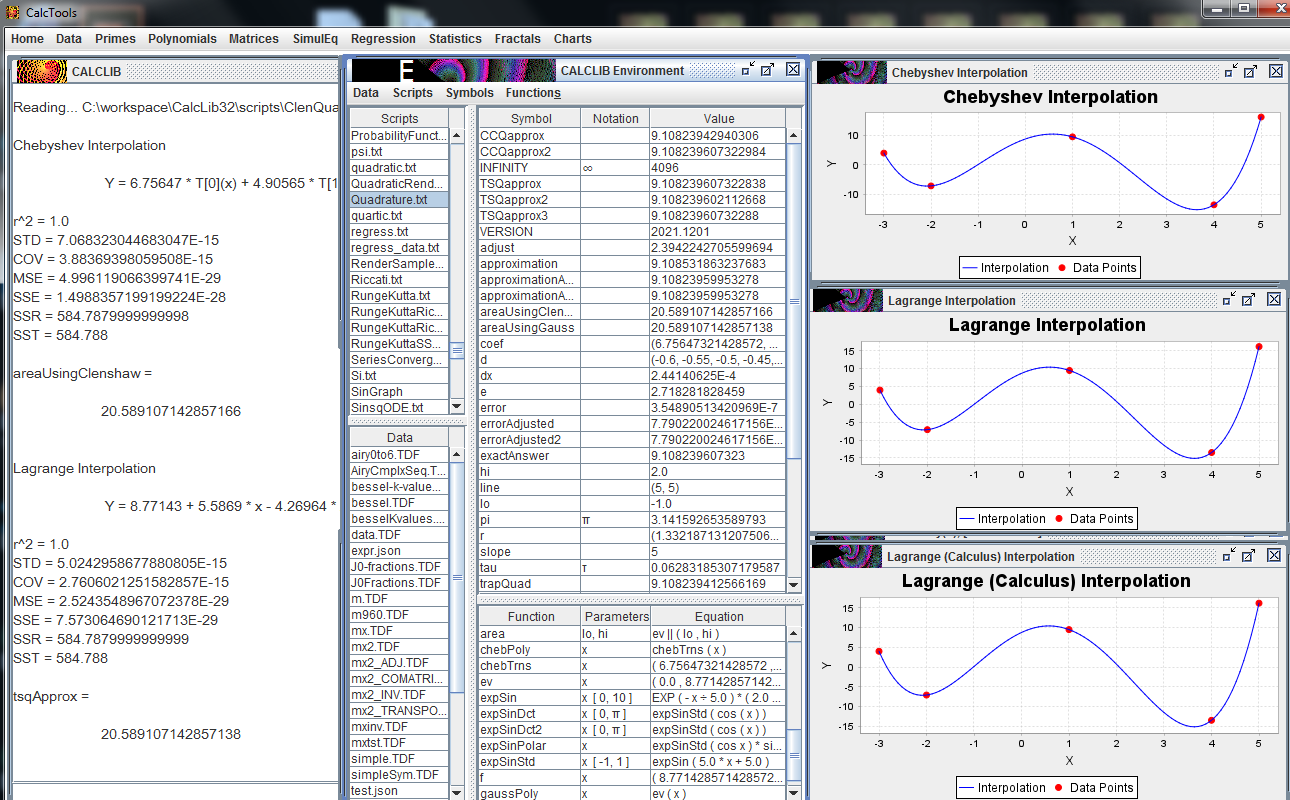 CalcTools
Home Data Primes Polynomials Matrices SimulEq Regression Statistics Fractals Charts
CALCLIB
Reading... C:\workspace\CalcLib32\scripts\ClenQua
Chebyshev Interpolation
Y = 6.75647 * T[0](x) + 4.90565 * T[1
r^2 = 1.0
STD = 7.068323044683047E-15
COV = 3.88369398059508E-15
MSE = 4.996119066399741E-29
SSE = 1.4988357199199224E-28
SSR = 584.7879999999998
SST = 584.788
areaUsingClenshaw =
20.589107142857166
Lagrange Interpolation
Y = 8.77143 + 5.5869 * x - 4.26964 *
r^2 = 1.0
STD = 5.0242958677880805E-15
COV = 2.7606021251582857E-15
MSE = 2.5243548967072378E-29
SSE = 7.573064690121713E-29
SSR = 584.7879999999999
SST = 584.788
tsqApprox =
20.589107142857138
E
CALCLIB Environment
Data Scripts Symbols Functions
Scripts
ProbabilityFunct...
psi.txt
quadratic.txt
QuadraticRend...
Quadrature.txt
quartic.txt
regress.txt
regress_data.txt
RenderSample...
Riccati.txt
RungeKutta.txt
RungeKuttaRic...
RungeKuttaRic...
RungeKuttaSS...
SeriesConverg...
Si.txt
SinGraph
SinsqODE.txt
Data
airy0to6.TDF
AiryCmplxSeq.T...
bessel-k-value...
bessel.TDF
besselKvalues....
data.TDF
expr.json
J0-fractions.TDF
J0Fractions.TDF
m.TDF
m960.TDF
mx.TDF
mx2.TDF
mx2_ADJ.TDF
mx2_COMATRI...
mx2_INV.TDF
mx2_TRANSPO...
mxinv.TDF
mxtst.TDF
simple.TDF
simpleSym.TDF
test.json
Symbol Notation Value
CCQapprox 9.10823942940306
CCQapprox2 9.108239607322984
INFINITY ∞ 4096
TSQapprox 9.108239607322838
TSQapprox2 9.108239602112668
TSQapprox3 9.10823960732288
VERSION 2021.1201
adjust 2.3942242705599694
approximation 9.108531863237683
approximationA... 9.10823959953278
approximationA... 9.10823959953278
areaUsingClen... 20.589107142857166
areaUsingGauss 20.589107142857138
coef (6.75647321428572, ...
d (-0.6, -0.55, -0.5, -0.45,...
dx 2.44140625E-4
e 2.718281828459
error 3.54890513420969E-7
errorAdjusted 7.790220024617156E...
errorAdjusted2 7.790220024617156E...
exactAnswer 9.108239607323
hi 2.0
line (5, 5)
lo -1.0
pi π 3.141592653589793
r (1.332187131207506...
slope 5
tau τ 0.06283185307179587
trapQuad 9.108239412566169
Function Parameters Equation
area lo, hi ev || ( lo , hi )
chebPoly x chebTrns ( x )
chebTrns x ( 6.75647321428572 ,...
ev x ( 0.0 , 8.77142857142...
expSin x [ 0, 10 ] EXP ( - x ÷ 5.0 ) * ( 2.0 ...
expSinDct x [ 0, π ] expSinStd ( cos ( x ) )
expSinDct2 x [ 0, π ] expSinStd ( cos ( x ) )
expSinPolar x expSinStd ( cos x ) * si...
expSinStd x [ -1, 1 ] expSin ( 5.0 * x + 5.0 )
f x ( 8.771428571428572...
gaussPoly x ev ( x )
Chebyshev Interpolation
Chebyshev Interpolation
10
0
-10
Y
-3 -2 -1 0 1 2 3 4 5
X
Interpolation Data Points
Lagrange Interpolation
Lagrange Interpolation
15
10
5
0
-5
-10
-15
Y
-3 -2 -1 0 1 2 3 4 5
X
Interpolation Data Points
Lagrange (Calculus) Interpolation
Lagrange (Calculus) Interpolation
15
10
5
0
-5
-10
-15
Y
-3 -2 -1 0 1 2 3 4 5
X
Interpolation Data Points